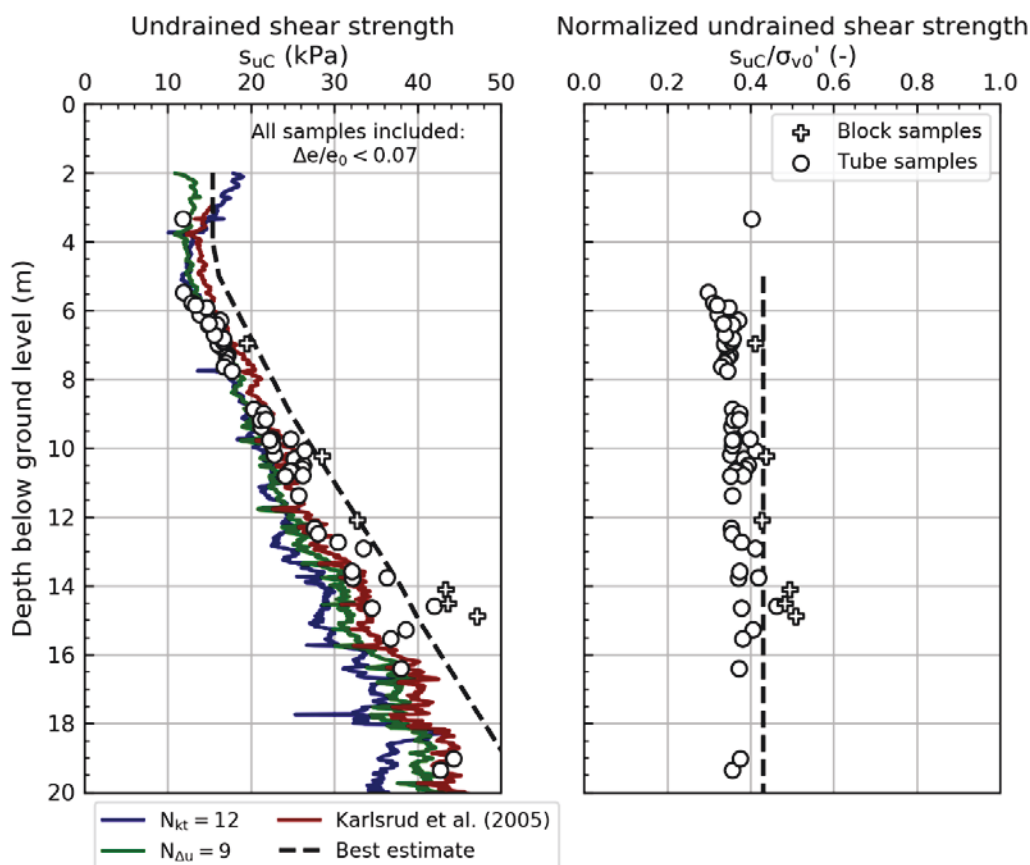 Undrained shear strength
s_uC (kPa)
0 10 20 30 40 50
All samples included:
Δe/e₀ < 0.07
Depth below ground level (m)
0
2
4
6
8
10
12
14
16
18
20
N_kt = 12
N_Δu = 9
Karlsrud et al. (2005)
Best estimate
Normalized undrained shear strength
s_uC/σ_v0' (-)
0.0 0.2 0.4 0.6 0.8 1.0
Block samples
Tube samples